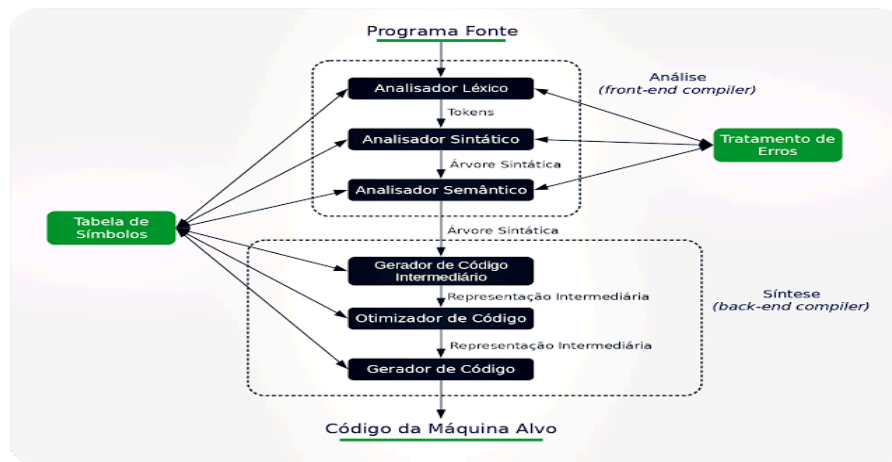 Programa Fonte
Analisador Léxico
Análise
(front-end compiler)
Tokens
Analisador Sintático
Tratamento de
Erros
Árvore Sintática
Analisador Semântico
Tabela de
Símbolos
Árvore Sintática
Gerador de Código
Intermediário
Representação Intermediária
Síntese
(back-end compiler)
Otimizador de Código
Representação Intermediária
Gerador de Código
Código da Máquina Alvo